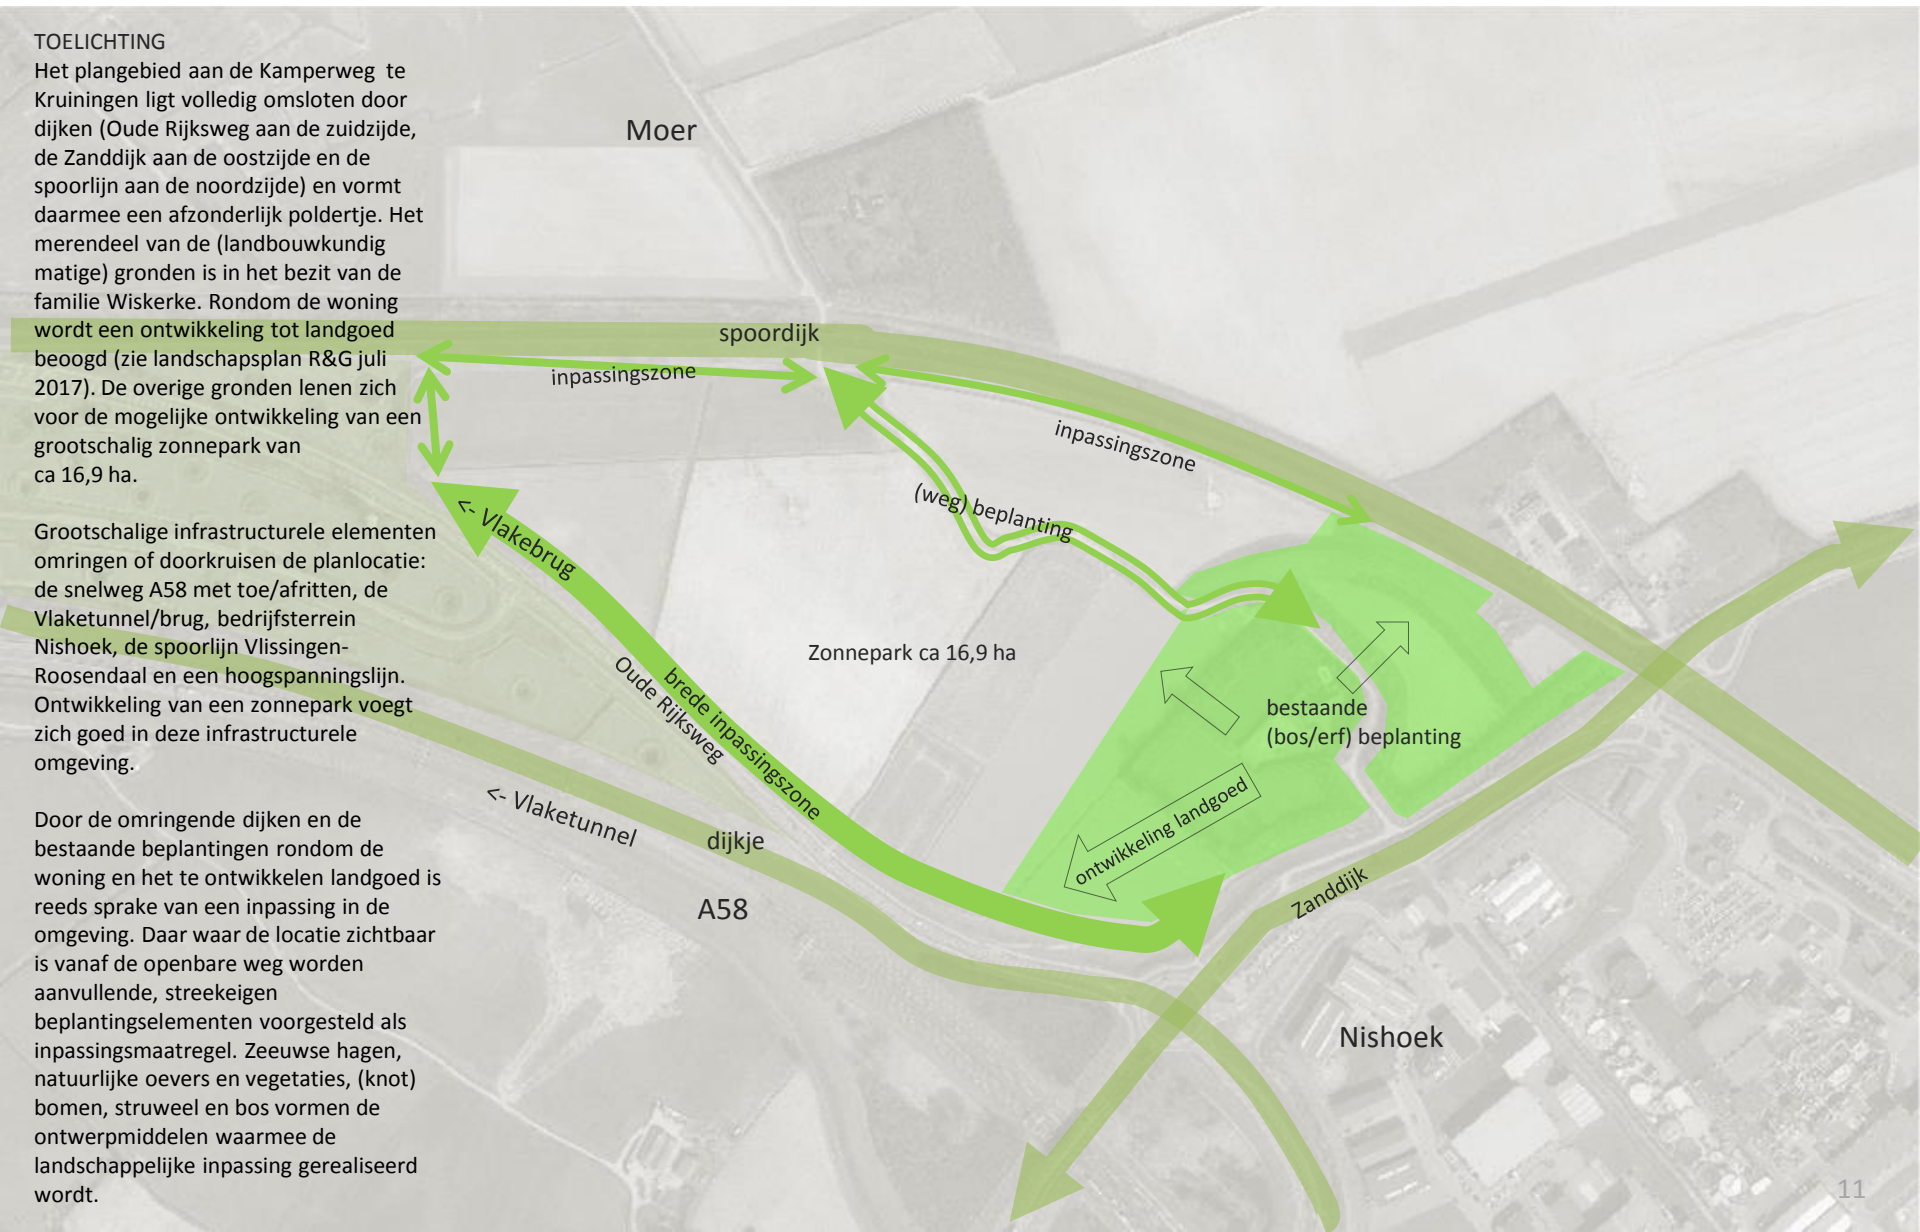 TOELICHTING
Het plangebied aan de Kamperweg te
Kruiningen ligt volledig omsloten door
dijken (Oude Rijksweg aan de zuidzijde,
de Zanddijk aan de oostzijde en de
spoorlijn aan de noordzijde) en vormt
daarmee een afzonderlijk poldertje. Het
merendeel van de (landbouwkundig
matige) gronden is in het bezit van de
familie Wiskerke. Rondom de woning
wordt een ontwikkeling tot landgoed
beoogd (zie landschapsplan R&G juli
2017). De overige gronden lenen zich
voor de mogelijke ontwikkeling van een
grootschalig zonnepark van
ca 16,9 ha.
Grootschalige infrastructurele elementen
omringen of doorkruisen de planlocatie:
de snelweg A58 met toe/afritten, de
Vlaketunnel/brug, bedrijfsterrein
Nishoek, de spoorlijn Vlissingen-
Roosendaal en een hoogspanningslijn.
Ontwikkeling van een zonnepark voegt
zich goed in deze infrastructurele
omgeving.
Door de omringende dijken en de
bestaande beplantingen rondom de
woning en het te ontwikkelen landgoed is
reeds sprake van een inpassing in de
omgeving. Daar waar de locatie zichtbaar
is vanaf de openbare weg worden
aanvullende, streekeigen
beplantingselementen voorgesteld als
inpassingsmaatregel. Zeeuwse hagen,
natuurlijke oevers en vegetaties, (knot)
bomen, struweel en bos vormen de
ontwerpmiddelen waarmee de
landschappelijke inpassing gerealiseerd
wordt.
Moer
spoordijk
inpassingszone
inpassingszone
(weg) beplanting
<- Vlakebrug
Zonnepark ca 16,9 ha
brede inpassingszone
Oude Rijksweg
bestaande
(bos/erf) beplanting
ontwikkeling landgoed
<- Vlaketunnel
dijkje
A58
Zanddijk
Nishoek
11